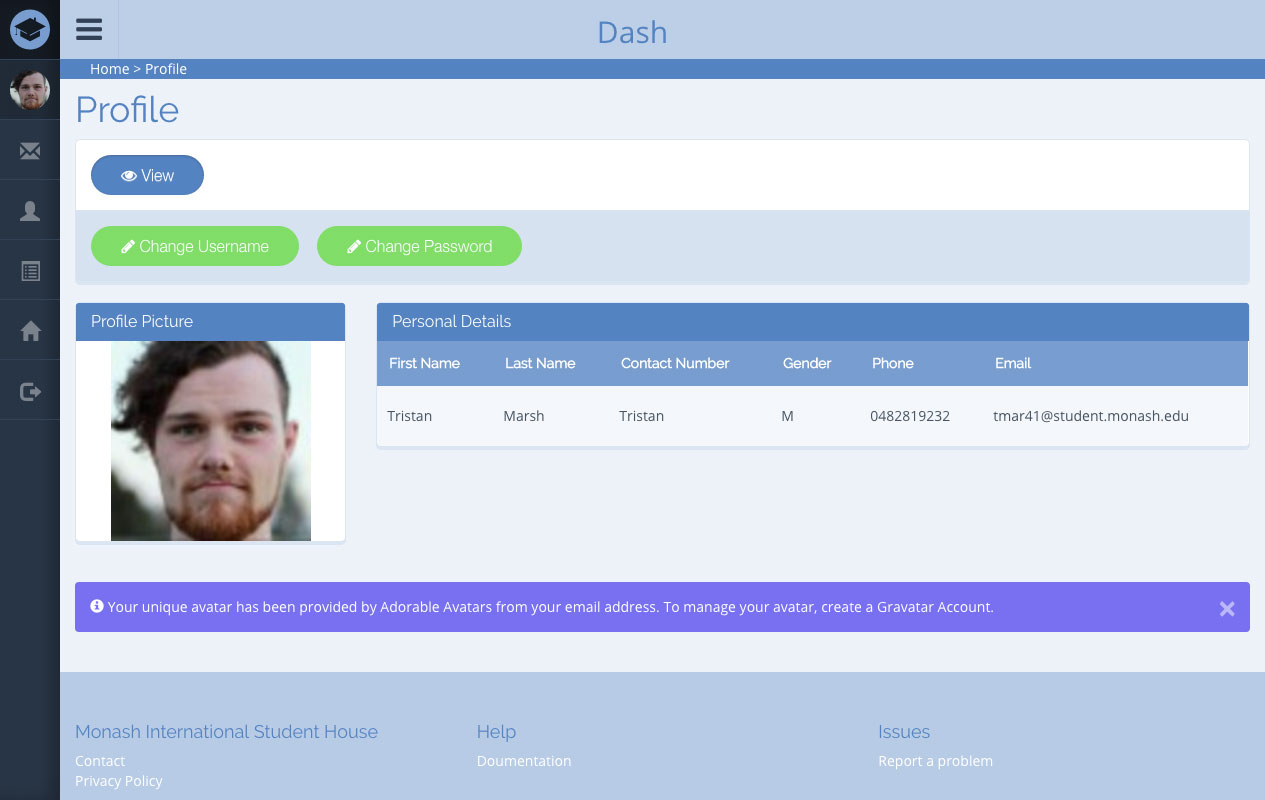 Dash
Home > Profile
Profile
View
Change Username Change Password
Profile Picture
Personal Details
First Name Last Name Contact Number Gender Phone Email
Tristan Marsh Tristan M 0482819232 tmar41@student.monash.edu
Your unique avatar has been provided by Adorable Avatars from your email address. To manage your avatar, create a Gravatar Account.
Monash International Student House
Contact
Privacy Policy
Help
Doumentation
Issues
Report a problem